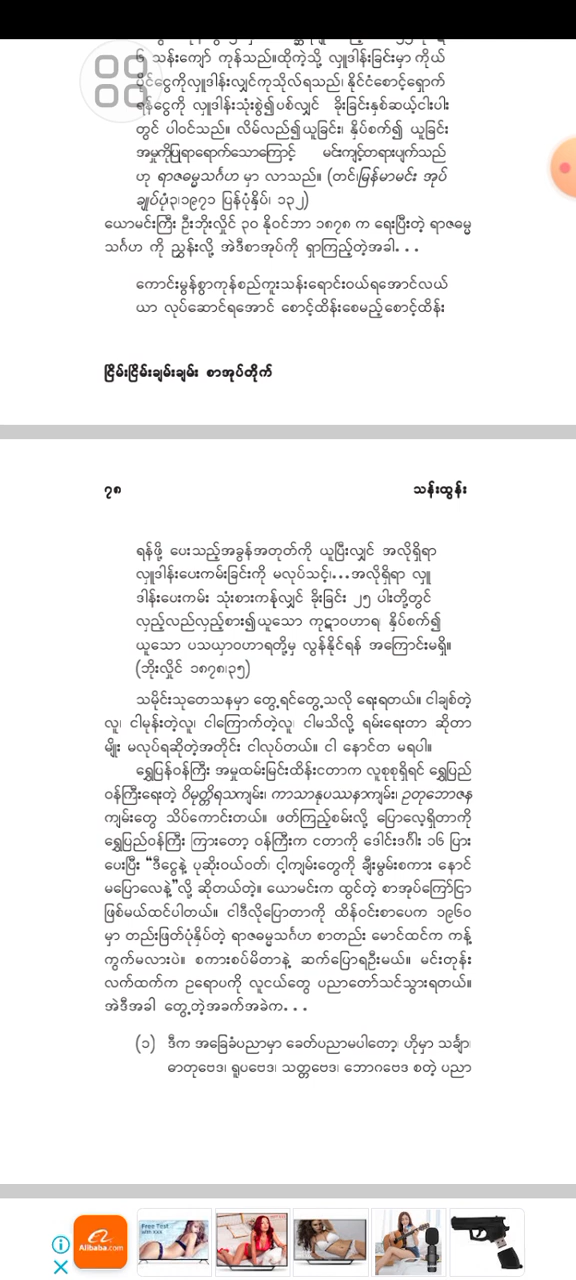 ၆ သန်းကျော် ကုန်သည်။ထိုကဲ့သို့ လှူဒါန်းခြင်းမှာ ကိုယ်
ပိုင်ငွေကိုလှူဒါန်းလျှင်ကုသိုလ်ရသည်၊ နိုင်ငံစောင့်ရှောက်
ရန်ငွေကို လှူဒါန်းသုံးစွဲ၍ပစ်လျှင် ခိုးခြင်းနှစ်ဆယ့်ငါးပါး
တွင် ပါဝင်သည်။ လိမ်လည်၍ယူခြင်း၊ နှိပ်စက်၍ ယူခြင်း
အမှုကိုပြုရာရောက်သောကြောင့် မင်းကျင့်တရားပျက်သည်
ဟု ရာဇဓမ္မသင်္ဂဟ မှာ လာသည်။ (တင်၊မြန်မာမင်း အုပ်
ချုပ်ပုံ၃၊၁၉၇၁ ပြန်ပုံနှိပ်၊ ၁၃၂)
ယောမင်းကြီး ဦးဘိုးလှိုင် ၃၀ နိုဝင်ဘာ ၁၈၇၈ က ရေးပြီးတဲ့ ရာဇဓမ္မ
သင်္ဂဟ ကို ညွှန်းလို့ အဲဒီစာအုပ်ကို ရှာကြည့်တဲ့အခါ...
ကောင်းမွန်စွာကုန်စည်ကူးသန်းရောင်းဝယ်ရအောင်လယ်
ယာ လုပ်ဆောင်ရအောင် စောင့်ထိန်းစေမည့်စောင့်ထိန်း
ငြိမ်းငြိမ်းချမ်းချမ်း စာအုပ်တိုက်
၇၈ သန်းထွန်း
ရန်ဖို့ ပေးသည့်အခွန်အတုတ်ကို ယူပြီးလျှင် အလိုရှိရာ
လှူဒါန်းပေးကမ်းခြင်းကို မလုပ်သင့်၊...အလိုရှိရာ လှူ
ဒါန်းပေးကမ်း သုံးစားကန်လျှင် ခိုးခြင်း ၂၅ ပါးတို့တွင်
လှည့်လည်လှည့်စား၍ယူသော ကုဋာဝဟာရ နှိပ်စက်၍
ယူသော ပသယှာဝဟာရတို့မှ လွန်နိုင်ရန် အကြောင်းမရှိ။
(ဘိုးလှိုင် ၁၈၇၈၊၃၅)
သမိုင်းသုတေသနမှာ တွေ့ရင်တွေ့သလို ရေးရတယ်။ ငါချစ်တဲ့
လူ၊ ငါမုန်းတဲ့လူ၊ ငါကြောက်တဲ့လူ၊ ငါမသိလို့ ရမ်းရေးတာ ဆိုတာ
မျိုး မလုပ်ရဆိုတဲ့အတိုင်း ငါလုပ်တယ်။ ငါ နောင်တ မရပါ။
ရွှေပြန်ဝန်ကြီး အမှုထမ်းမြင်းထိန်းငတာက လူစုစုရှိရင် ရွှေပြည်
ဝန်ကြီးရေးတဲ့ ဝိမုတ္တိရသကျမ်း၊ ကာသာနုပဿနာကျမ်း၊ ဥတုဘောဇန
ကျမ်းတွေ သိပ်ကောင်းတယ်။ ဖတ်ကြည့်စမ်းလို့ ပြောလေ့ရှိတာကို
ရွှေပြည်ဝန်ကြီး ကြားတော့ ဝန်ကြီးက ငတာကို ဒေါင်းဒင်္ဂါး ၁၆ ပြား
ပေးပြီး “ဒီငွေနဲ့ ပုဆိုးဝယ်ဝတ်၊ ငါ့ကျမ်းတွေကို ချီးမွမ်းစကား နောင်
မပြောလေနဲ့”လို့ ဆိုတယ်တဲ့။ ယောမင်းက ထွင်တဲ့ စာအုပ်ကြော်ငြာ
ဖြစ်မယ်ထင်ပါတယ်။ ငါဒီလိုပြောတာကို ထိန်ဝင်းစာပေက ၁၉၆၀
မှာ တည်းဖြတ်ပုံနှိပ်တဲ့ ရာဇဓမ္မသင်္ဂဟ စာတည်း မောင်ထင်က ကန့်
ကွက်မလားပဲ။ စကားစပ်မိတာနဲ့ ဆက်ပြောရဦးမယ်။ မင်းတုန်း
လက်ထက်က ဥရောပကို လူငယ်တွေ ပညာတော်သင်သွားရတယ်။
အဲဒီအခါ တွေ့တဲ့အခက်အခဲက...
(၁) ဒီက အခြေခံပညာမှာ ခေတ်ပညာမပါတော့၊ ဟိုမှာ သင်္ချာ၊
ဓာတုဗေဒ၊ ရူပဗေဒ၊ သတ္တဗေဒ၊ ဘောဂဗေဒ စတဲ့ ပညာ
Alibaba.com
Free Test
with XXX